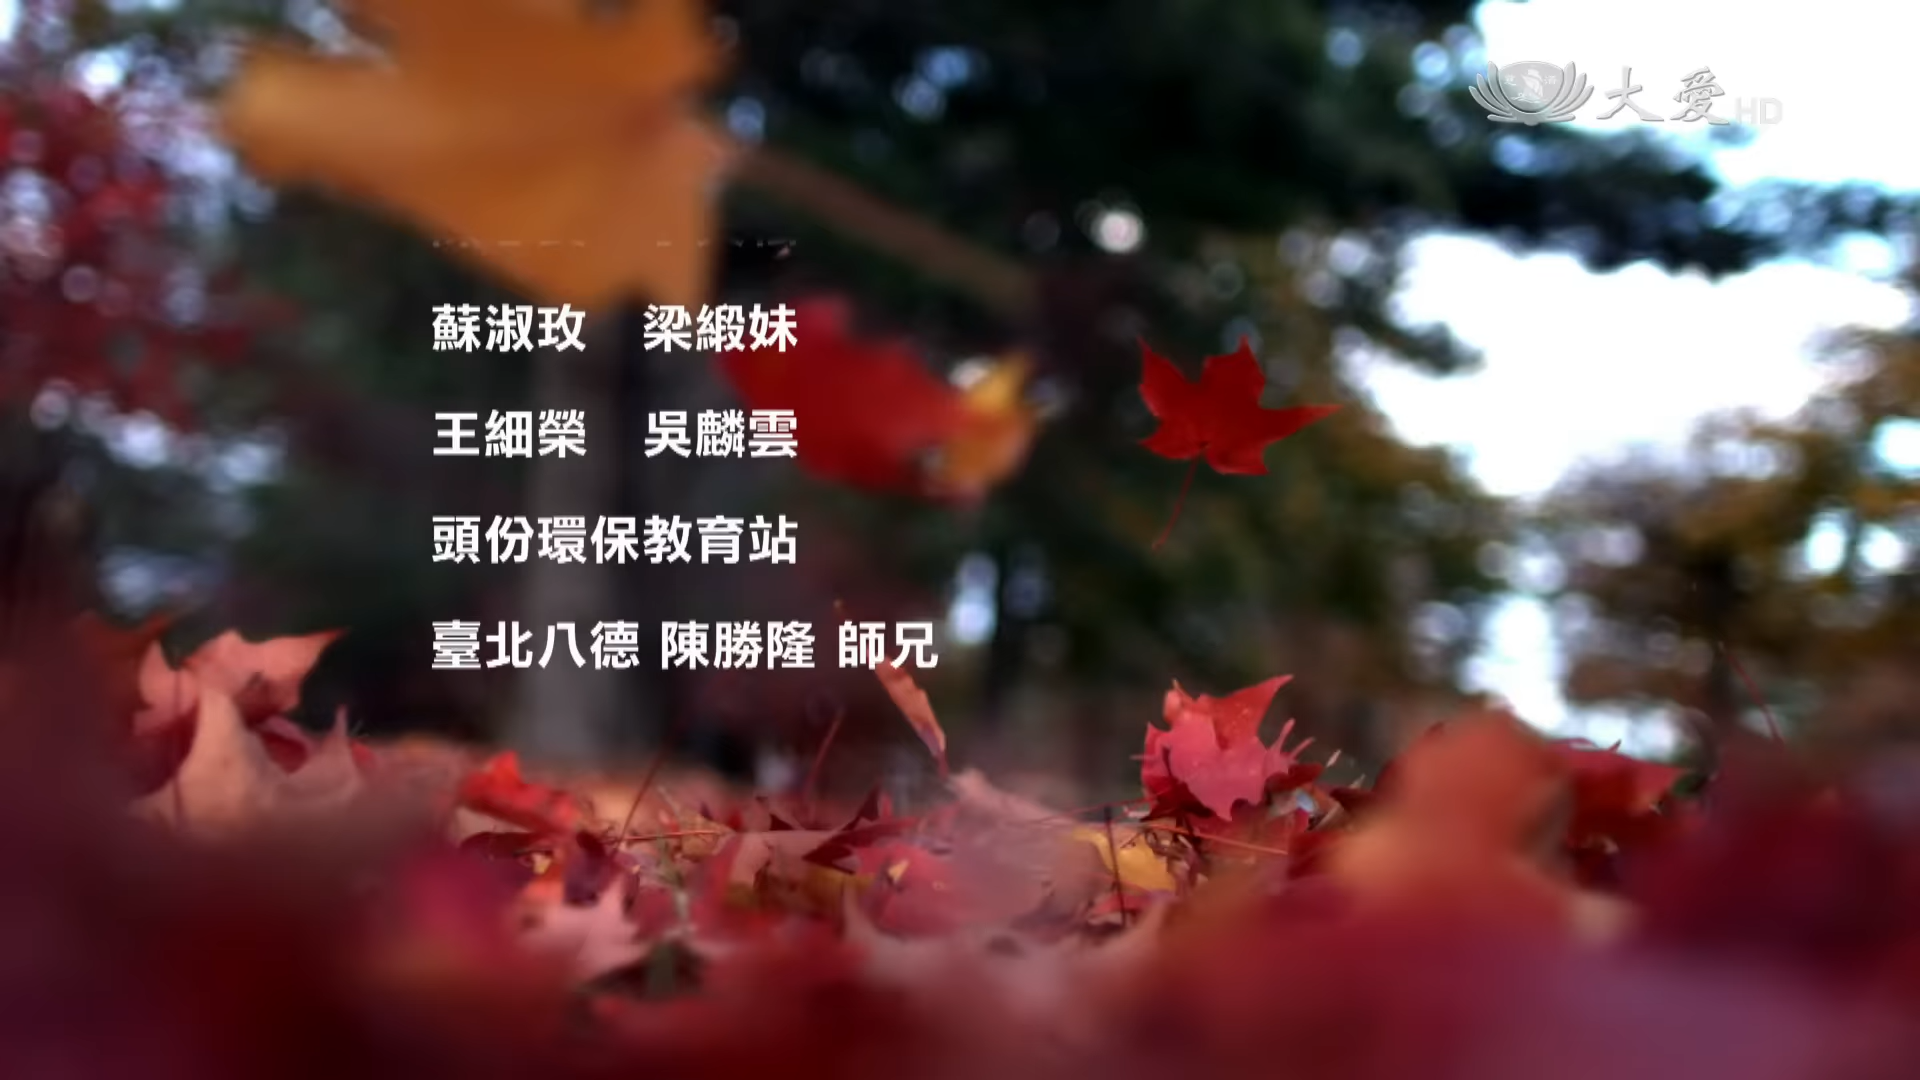 大愛HD
蘇淑玫 梁緞妹
王細榮 吳麟雲
頭份環保教育站
臺北八德 陳勝隆 師兄